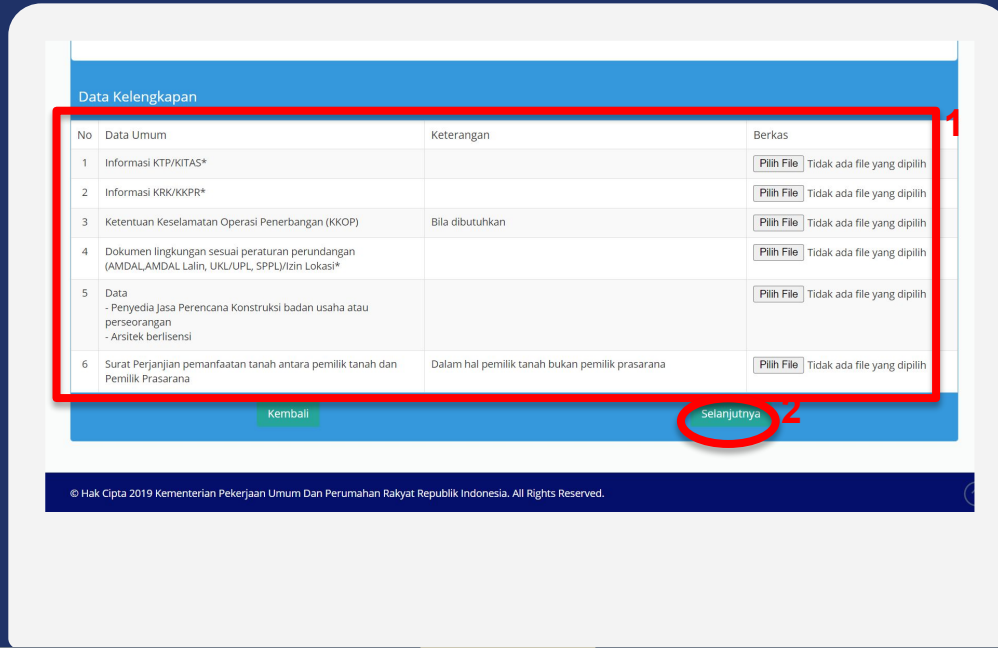 Data Kelengkapan
1
No Data Umum Keterangan Berkas
1 Informasi KTP/KITAS* Pilih File Tidak ada file yang dipilih
2 Informasi KRK/KKPR* Pilih File Tidak ada file yang dipilih
3 Ketentuan Keselamatan Operasi Penerbangan (KKOP) Bila dibutuhkan Pilih File Tidak ada file yang dipilih
4 Dokumen lingkungan sesuai peraturan perundangan Pilih File Tidak ada file yang dipilih
(AMDAL,AMDAL Lalin, UKL/UPL, SPPL)/Izin Lokasi*
5 Data Pilih File Tidak ada file yang dipilih
- Penyedia Jasa Perencana Konstruksi badan usaha atau
perseorangan
- Arsitek berlisensi
6 Surat Perjanjian pemanfaatan tanah antara pemilik tanah dan Dalam hal pemilik tanah bukan pemilik prasarana Pilih File Tidak ada file yang dipilih
Pemilik Prasarana
Kembali Selanjutnya 2
© Hak Cipta 2019 Kementerian Pekerjaan Umum Dan Perumahan Rakyat Republik Indonesia. All Rights Reserved.